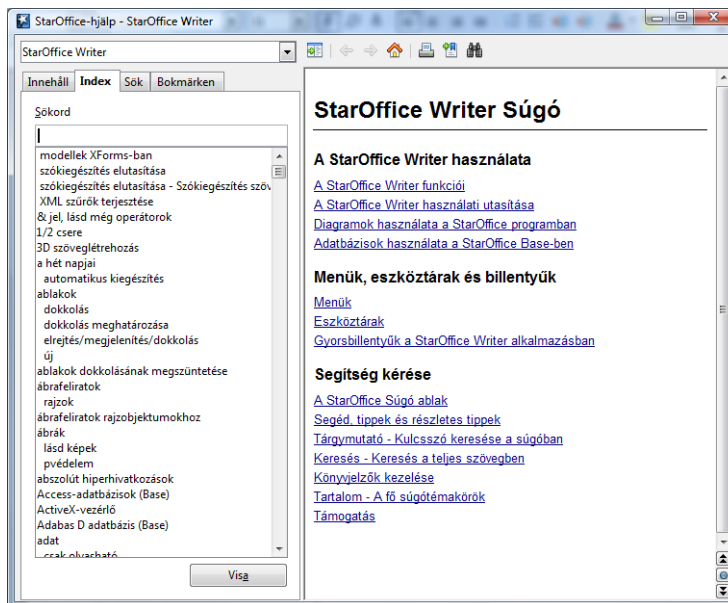 StarOffice-hjälp - StarOffice Writer
StarOffice Writer
Innehåll Index Sök Bokmärken
Sökord
modellek XForms-ban
szókiegészítés elutasítása
szókiegészítés elutasítása - Szókiegészítés szöv
XML szűrők terjesztése
& jel, lásd még operátorok
1/2 csere
3D szöveglétrehozás
a hét napjai
automatikus kiegészítés
ablakok
dokkolás
dokkolás meghatározása
elrejtés/megjelenítés/dokkolás
új
ablakok dokkolásának megszüntetése
ábrafeliratok
rajzok
ábrafeliratok rajzobjektumokhoz
ábrák
lásd képek
pvédelem
abszolút hiperhivatkozások
Access-adatbázisok (Base)
ActiveX-vezérlő
Adabas D adatbázis (Base)
adat
csak olvasható
Visa
StarOffice Writer Súgó
A StarOffice Writer használata
A StarOffice Writer funkciói
A StarOffice Writer használati utasítása
Diagramok használata a StarOffice programban
Adatbázisok használata a StarOffice Base-ben
Menük, eszköztárak és billentyűk
Menük
Eszköztárak
Gyorsbillentyűk a StarOffice Writer alkalmazásban
Segítség kérése
A StarOffice Súgó ablak
Segéd, tippek és részletes tippek
Tárgymutató - Kulcsszó keresése a súgóban
Keresés - Keresés a teljes szövegben
Könyvjelzők kezelése
Tartalom - A fő súgótémakörök
Támogatás